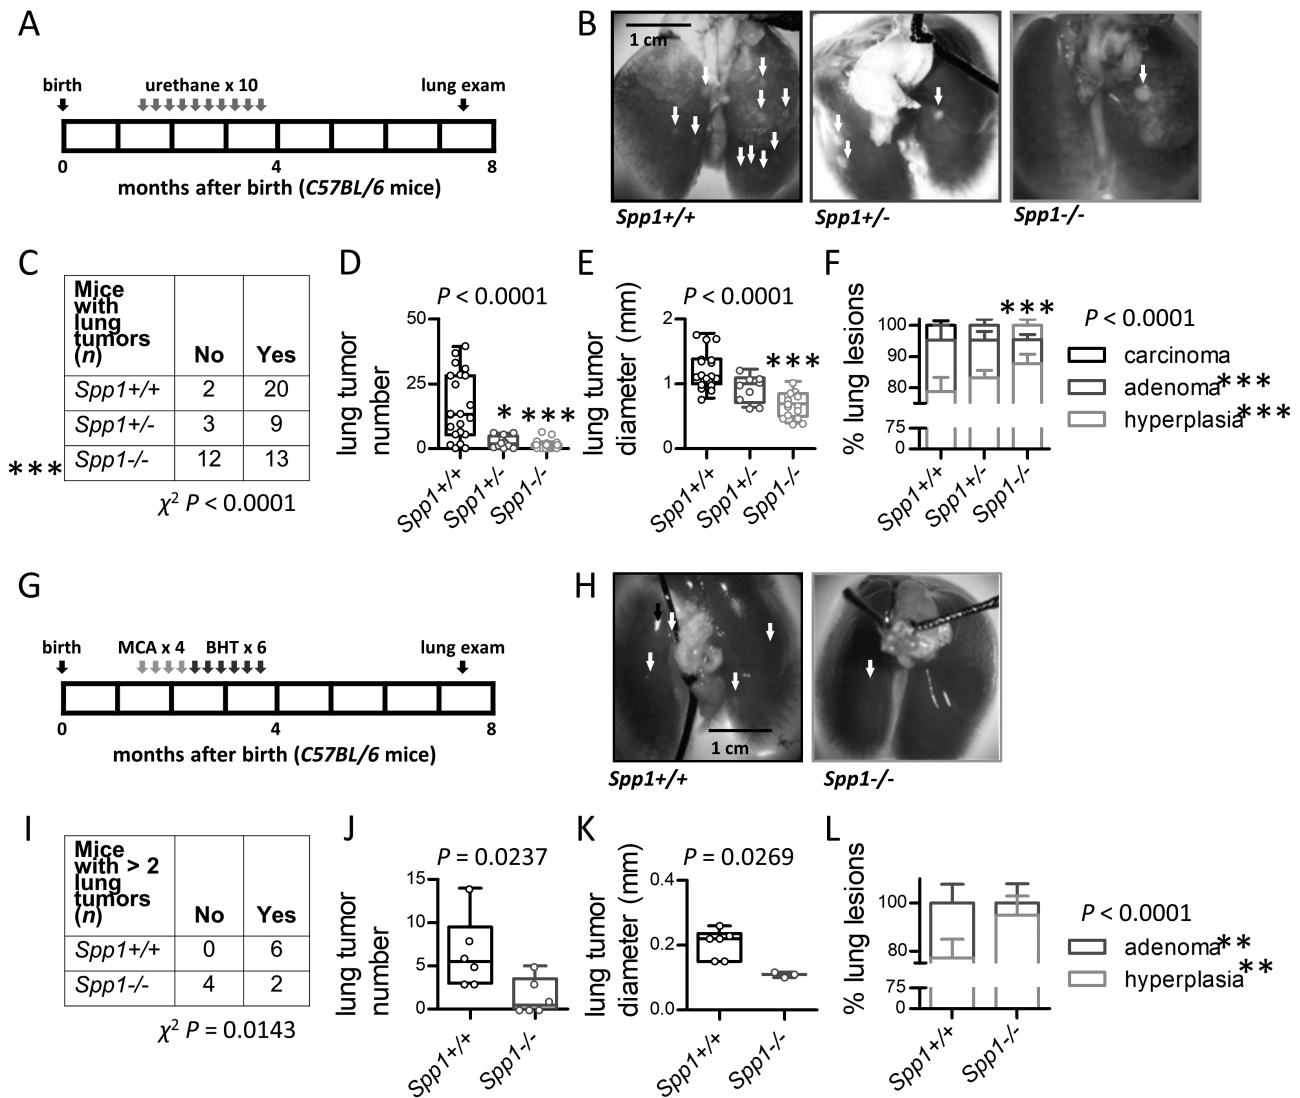 A
birth
urethane x 10
lung exam
0
4
8
months after birth (C57BL/6 mice)
B
1 cm
Spp1+/+
Spp1+/-
Spp1-/-
C
Mice with lung tumors (n)
No
Yes
Spp1+/+
2
20
Spp1+/-
3
9
*** Spp1-/-
12
13
χ² P < 0.0001
D
P < 0.0001
lung tumor number
50
25
0
* ***
Spp1+/+
Spp1+/-
Spp1-/-
E
P < 0.0001
lung tumor diameter (mm)
2
1
0
***
Spp1+/+
Spp1+/-
Spp1-/-
F
% lung lesions
100
90
80
75
0
***
Spp1+/+
Spp1+/-
Spp1-/-
P < 0.0001
carcinoma
adenoma***
hyperplasia***
G
birth
MCA x 4
BHT x 6
lung exam
0
4
8
months after birth (C57BL/6 mice)
H
1 cm
Spp1+/+
Spp1-/-
I
Mice with > 2 lung tumors (n)
No
Yes
Spp1+/+
0
6
Spp1-/-
4
2
χ² P = 0.0143
J
P = 0.0237
lung tumor number
15
10
5
0
Spp1+/+
Spp1-/-
K
P = 0.0269
lung tumor diameter (mm)
0.4
0.2
0.0
Spp1+/+
Spp1-/-
L
% lung lesions
100
80
75
0
Spp1+/+
Spp1-/-
P < 0.0001
adenoma**
hyperplasia**